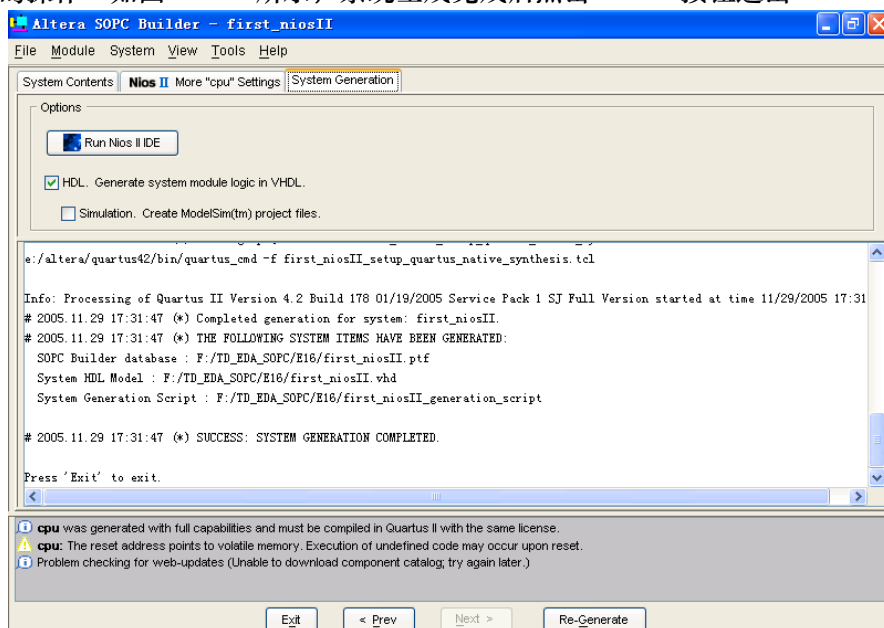 Altera SOPC Builder - first_niosII
File Module System View Tools Help
System Contents Nios II More "cpu" Settings System Generation
Options
Run Nios II IDE
HDL. Generate system module logic in VHDL.
Simulation. Create ModelSim(tm) project files.
e:/altera/quartus42/bin/quartus_cmd -f first_niosII_setup_quartus_native_synthesis.tcl
Info: Processing of Quartus II Version 4.2 Build 178 01/19/2005 Service Pack 1 SJ Full Version started at time 11/29/2005 17:31
# 2005.11.29 17:31:47 (*) Completed generation for system: first_niosII.
# 2005.11.29 17:31:47 (*) THE FOLLOWING SYSTEM ITEMS HAVE BEEN GENERATED:
SOPC Builder database : F:/TD_EDA_SOPC/E16/first_niosII.ptf
System HDL Model : F:/TD_EDA_SOPC/E16/first_niosII.vhd
System Generation Script : F:/TD_EDA_SOPC/E16/first_niosII_generation_script
# 2005.11.29 17:31:47 (*) SUCCESS: SYSTEM GENERATION COMPLETED.
Press 'Exit' to exit.
cpu was generated with full capabilities and must be compiled in Quartus II with the same license.
cpu: The reset address points to volatile memory. Execution of undefined code may occur upon reset.
Problem checking for web-updates (Unable to download component catalog; try again later.)
Exit < Prev Next > Re-Generate